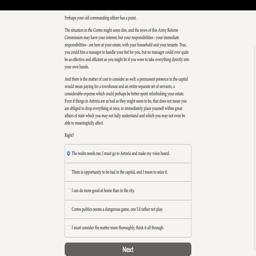 Perhaps your old commanding officer has a point.
The situation in Cortes might seem dim, and the news of this Army Reform
Commission may have your interest, but your responsibilities - your immediate
responsibilities - are here at your estate, with your household and your tenants. True,
you could hire a manager to handle your fief for you, but no manager could ever quite
be as effective and efficient as you might be if you were to take everything directly into
your own hands.
And there is the matter of cost to consider as well: a permanent presence in the capital
would mean paying for a townhouse and an entire separate set of servants, a
considerable expense which could perhaps be better spent refurbishing your estate.
Even if things in Aetoria are as bad as they might seem to be, that does not mean you
are obliged to drop everything at once, to immediately place yourself within great
affairs of state which you may not fully understand and which you may not even be
able to meaningfully affect.
Right?
The realm needs me, I must go to Aetoria and make my voice heard.
There is opportunity to be had in the capital, and I mean to seize it.
I can do more good at home than in the city.
Cortes politics seem a dangerous game, one I'd rather not play.
I must consider the matter more thoroughly, think it all through.
Next